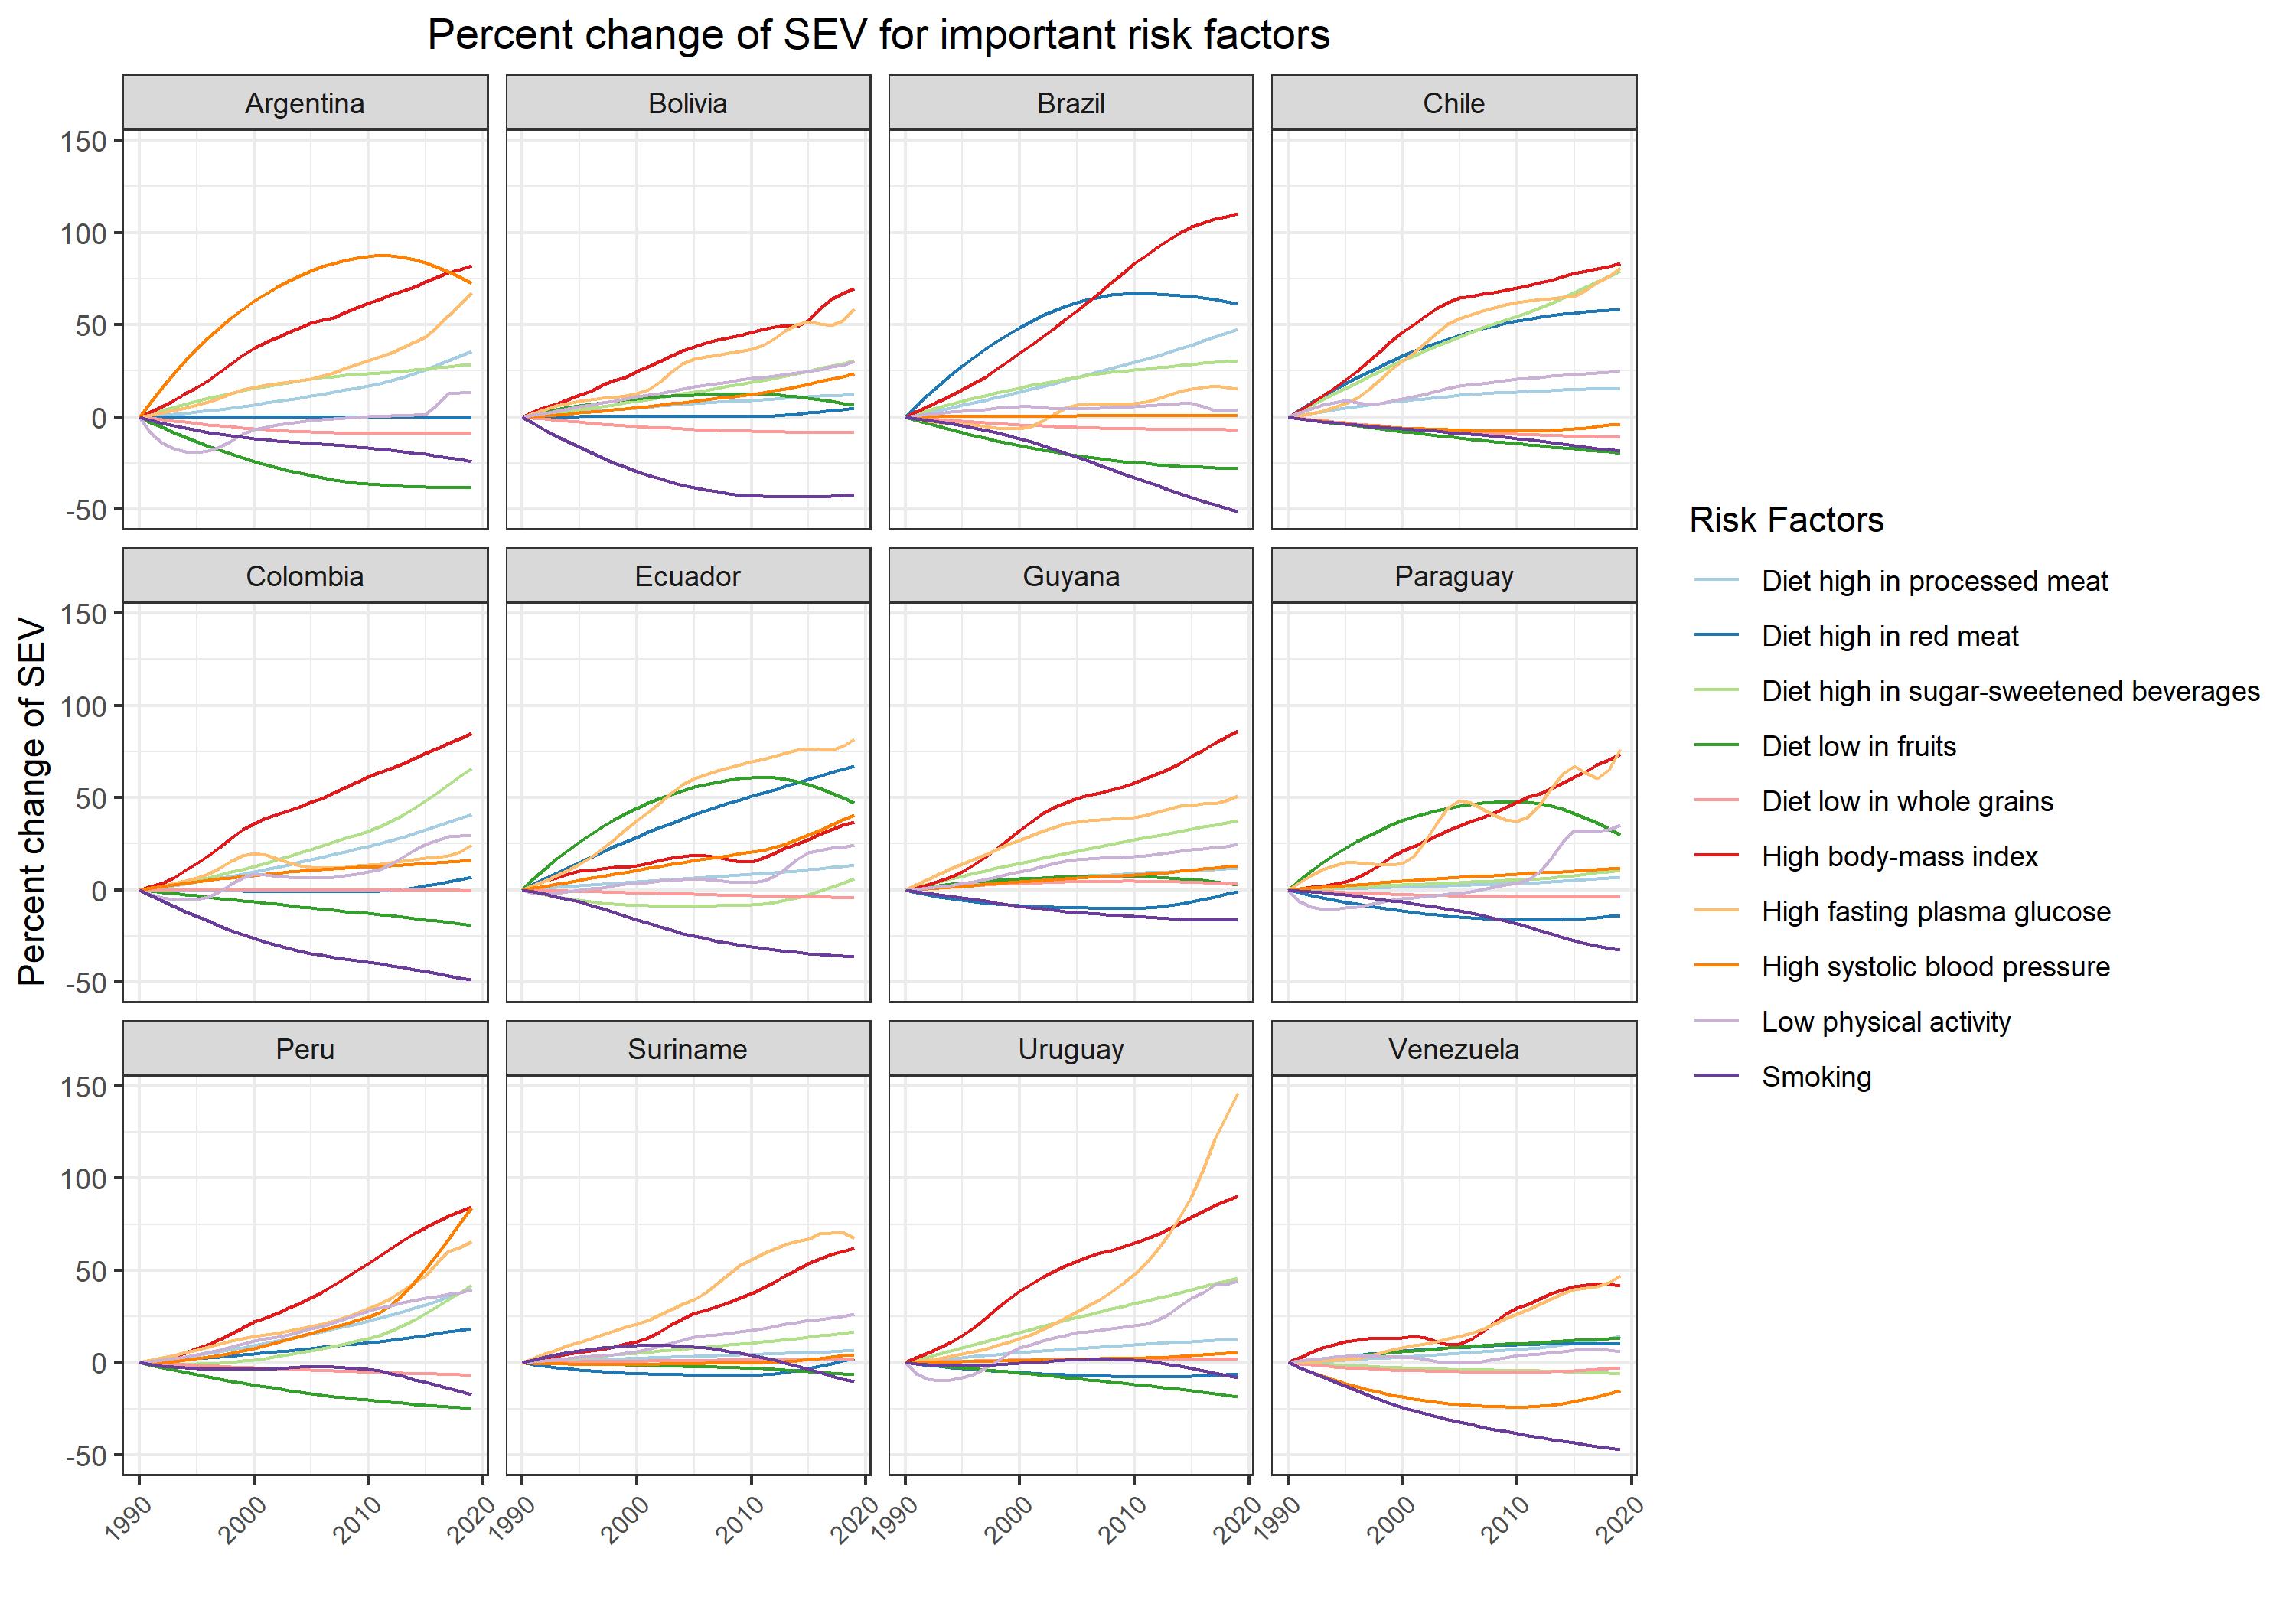 Percent change of SEV for important risk factors
Argentina
Bolivia
Brazil
Chile
150
100
50
0
-50
Colombia
Ecuador
Guyana
Paraguay
150
100
50
0
-50
Percent change of SEV
Peru
Suriname
Uruguay
Venezuela
150
100
50
0
-50
1990
2000
2010
2020
1990
2000
2010
2020
1990
2000
2010
2020
1990
2000
2010
2020
Risk Factors
Diet high in processed meat
Diet high in red meat
Diet high in sugar-sweetened beverages
Diet low in fruits
Diet low in whole grains
High body-mass index
High fasting plasma glucose
High systolic blood pressure
Low physical activity
Smoking